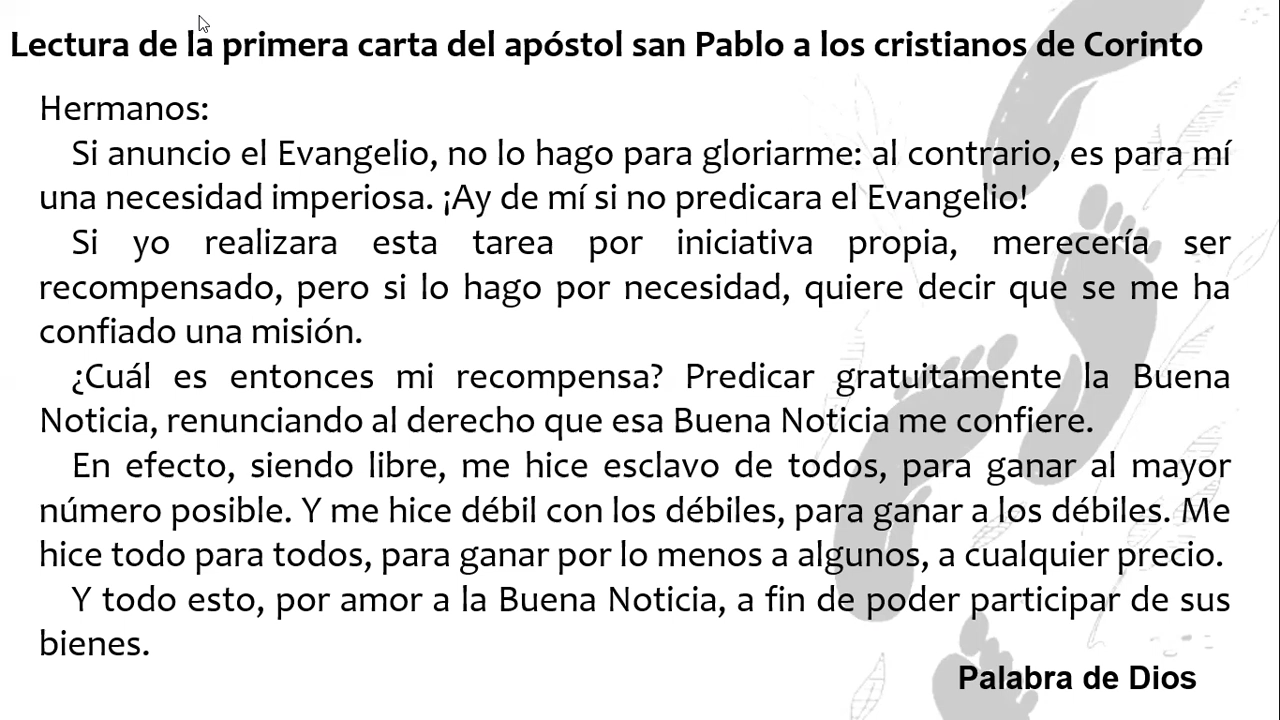 Lectura de la primera carta del apóstol san Pablo a los cristianos de Corinto
Hermanos:
Si anuncio el Evangelio, no lo hago para gloriarme: al contrario, es para mí
una necesidad imperiosa. ¡Ay de mí si no predicara el Evangelio!
Si yo realizara esta tarea por iniciativa propia, merecería ser
recompensado, pero si lo hago por necesidad, quiere decir que se me ha
confiado una misión.
¿Cuál es entonces mi recompensa? Predicar gratuitamente la Buena
Noticia, renunciando al derecho que esa Buena Noticia me confiere.
En efecto, siendo libre, me hice esclavo de todos, para ganar al mayor
número posible. Y me hice débil con los débiles, para ganar a los débiles. Me
hice todo para todos, para ganar por lo menos a algunos, a cualquier precio.
Y todo esto, por amor a la Buena Noticia, a fin de poder participar de sus
bienes.
Palabra de Dios